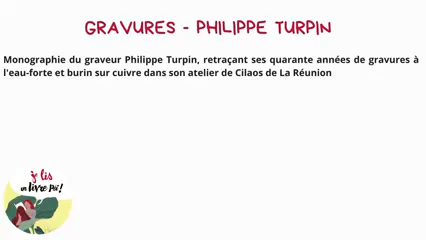 GRAVURES - PHILIPPE TURPIN
Monographie du graveur Philippe Turpin, retraçant ses quarante années de gravures à
l'eau-forte et burin sur cuivre dans son atelier de Cilaos de La Réunion
je lis
un livre Péi !